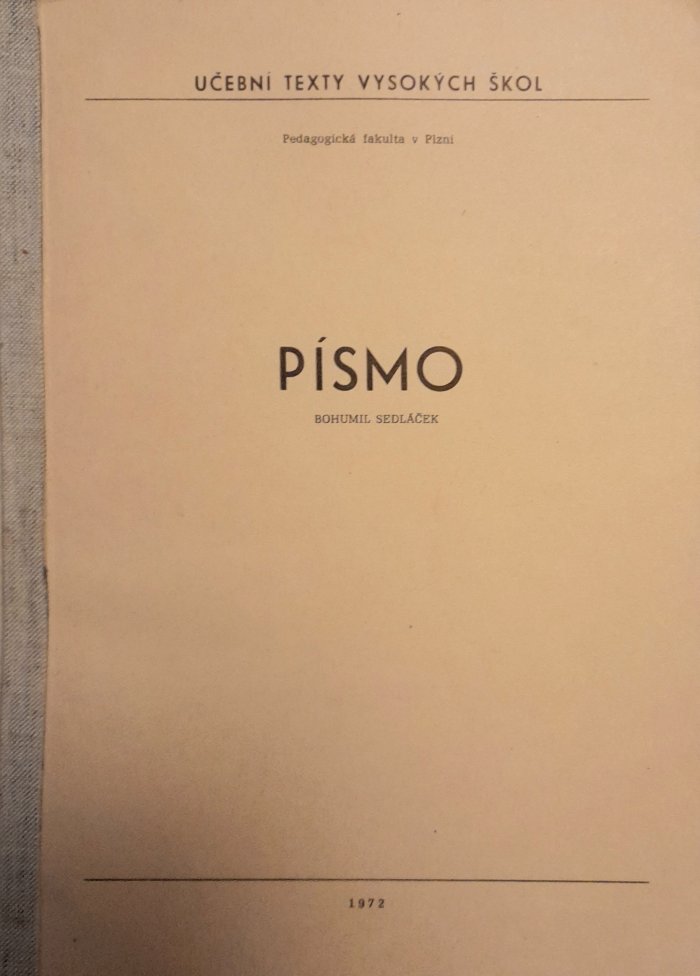 UČEBNÍ TEXTY VYSOKÝCH ŠKOL
Pedagogická fakulta v Plzni
PÍSMO
BOHUMIL SEDLÁČEK
1972